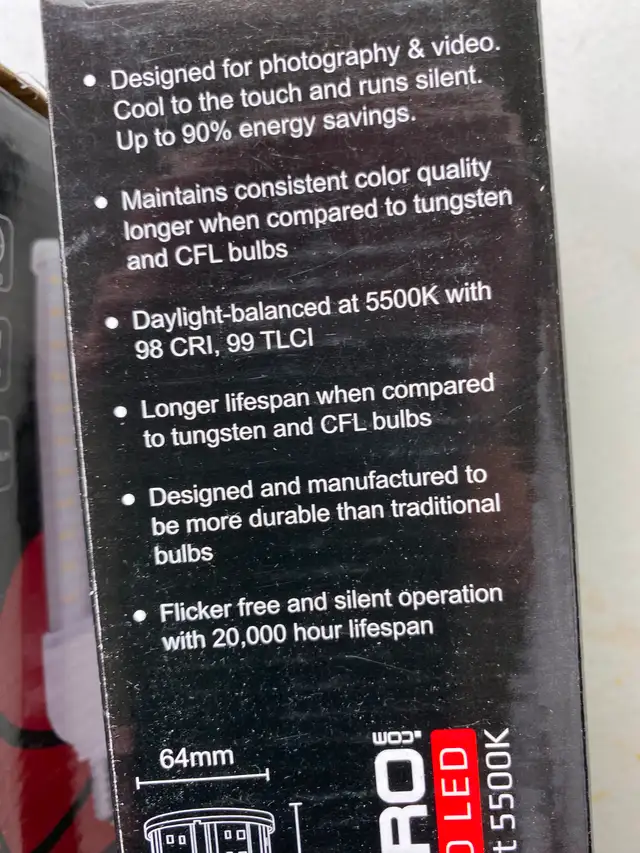 • Designed for photography & video.
Cool to the touch and runs silent.
Up to 90% energy savings.
• Maintains consistent color quality
longer when compared to tungsten
and CFL bulbs
• Daylight-balanced at 5500K with
98 CRI, 99 TLCI
• Longer lifespan when compared
to tungsten and CFL bulbs
• Designed and manufactured to
be more durable than traditional
bulbs
• Flicker free and silent operation
with 20,000 hour lifespan
64mm
RO
LED
t 5500K